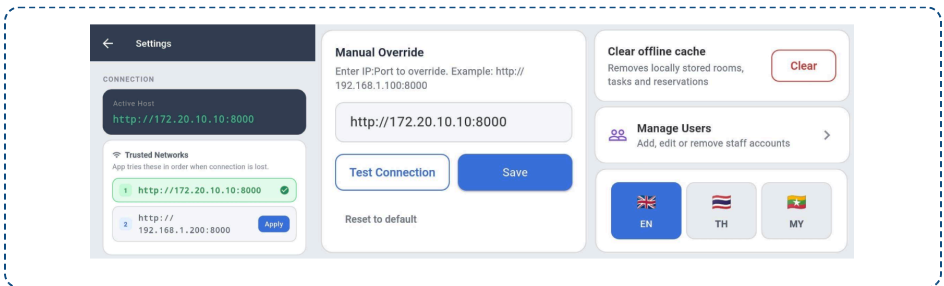 Settings
CONNECTION
Active Host
http://172.20.10.10:8000
Trusted Networks
App tries these in order when connection is lost.
1 http://172.20.10.10:8000
2 http://
192.168.1.200:8000
Apply
Manual Override
Enter IP:Port to override. Example: http://
192.168.1.100:8000
http://172.20.10.10:8000
Test Connection
Save
Reset to default
Clear offline cache
Removes locally stored rooms,
tasks and reservations
Clear
Manage Users
Add, edit or remove staff accounts
EN
TH
MY